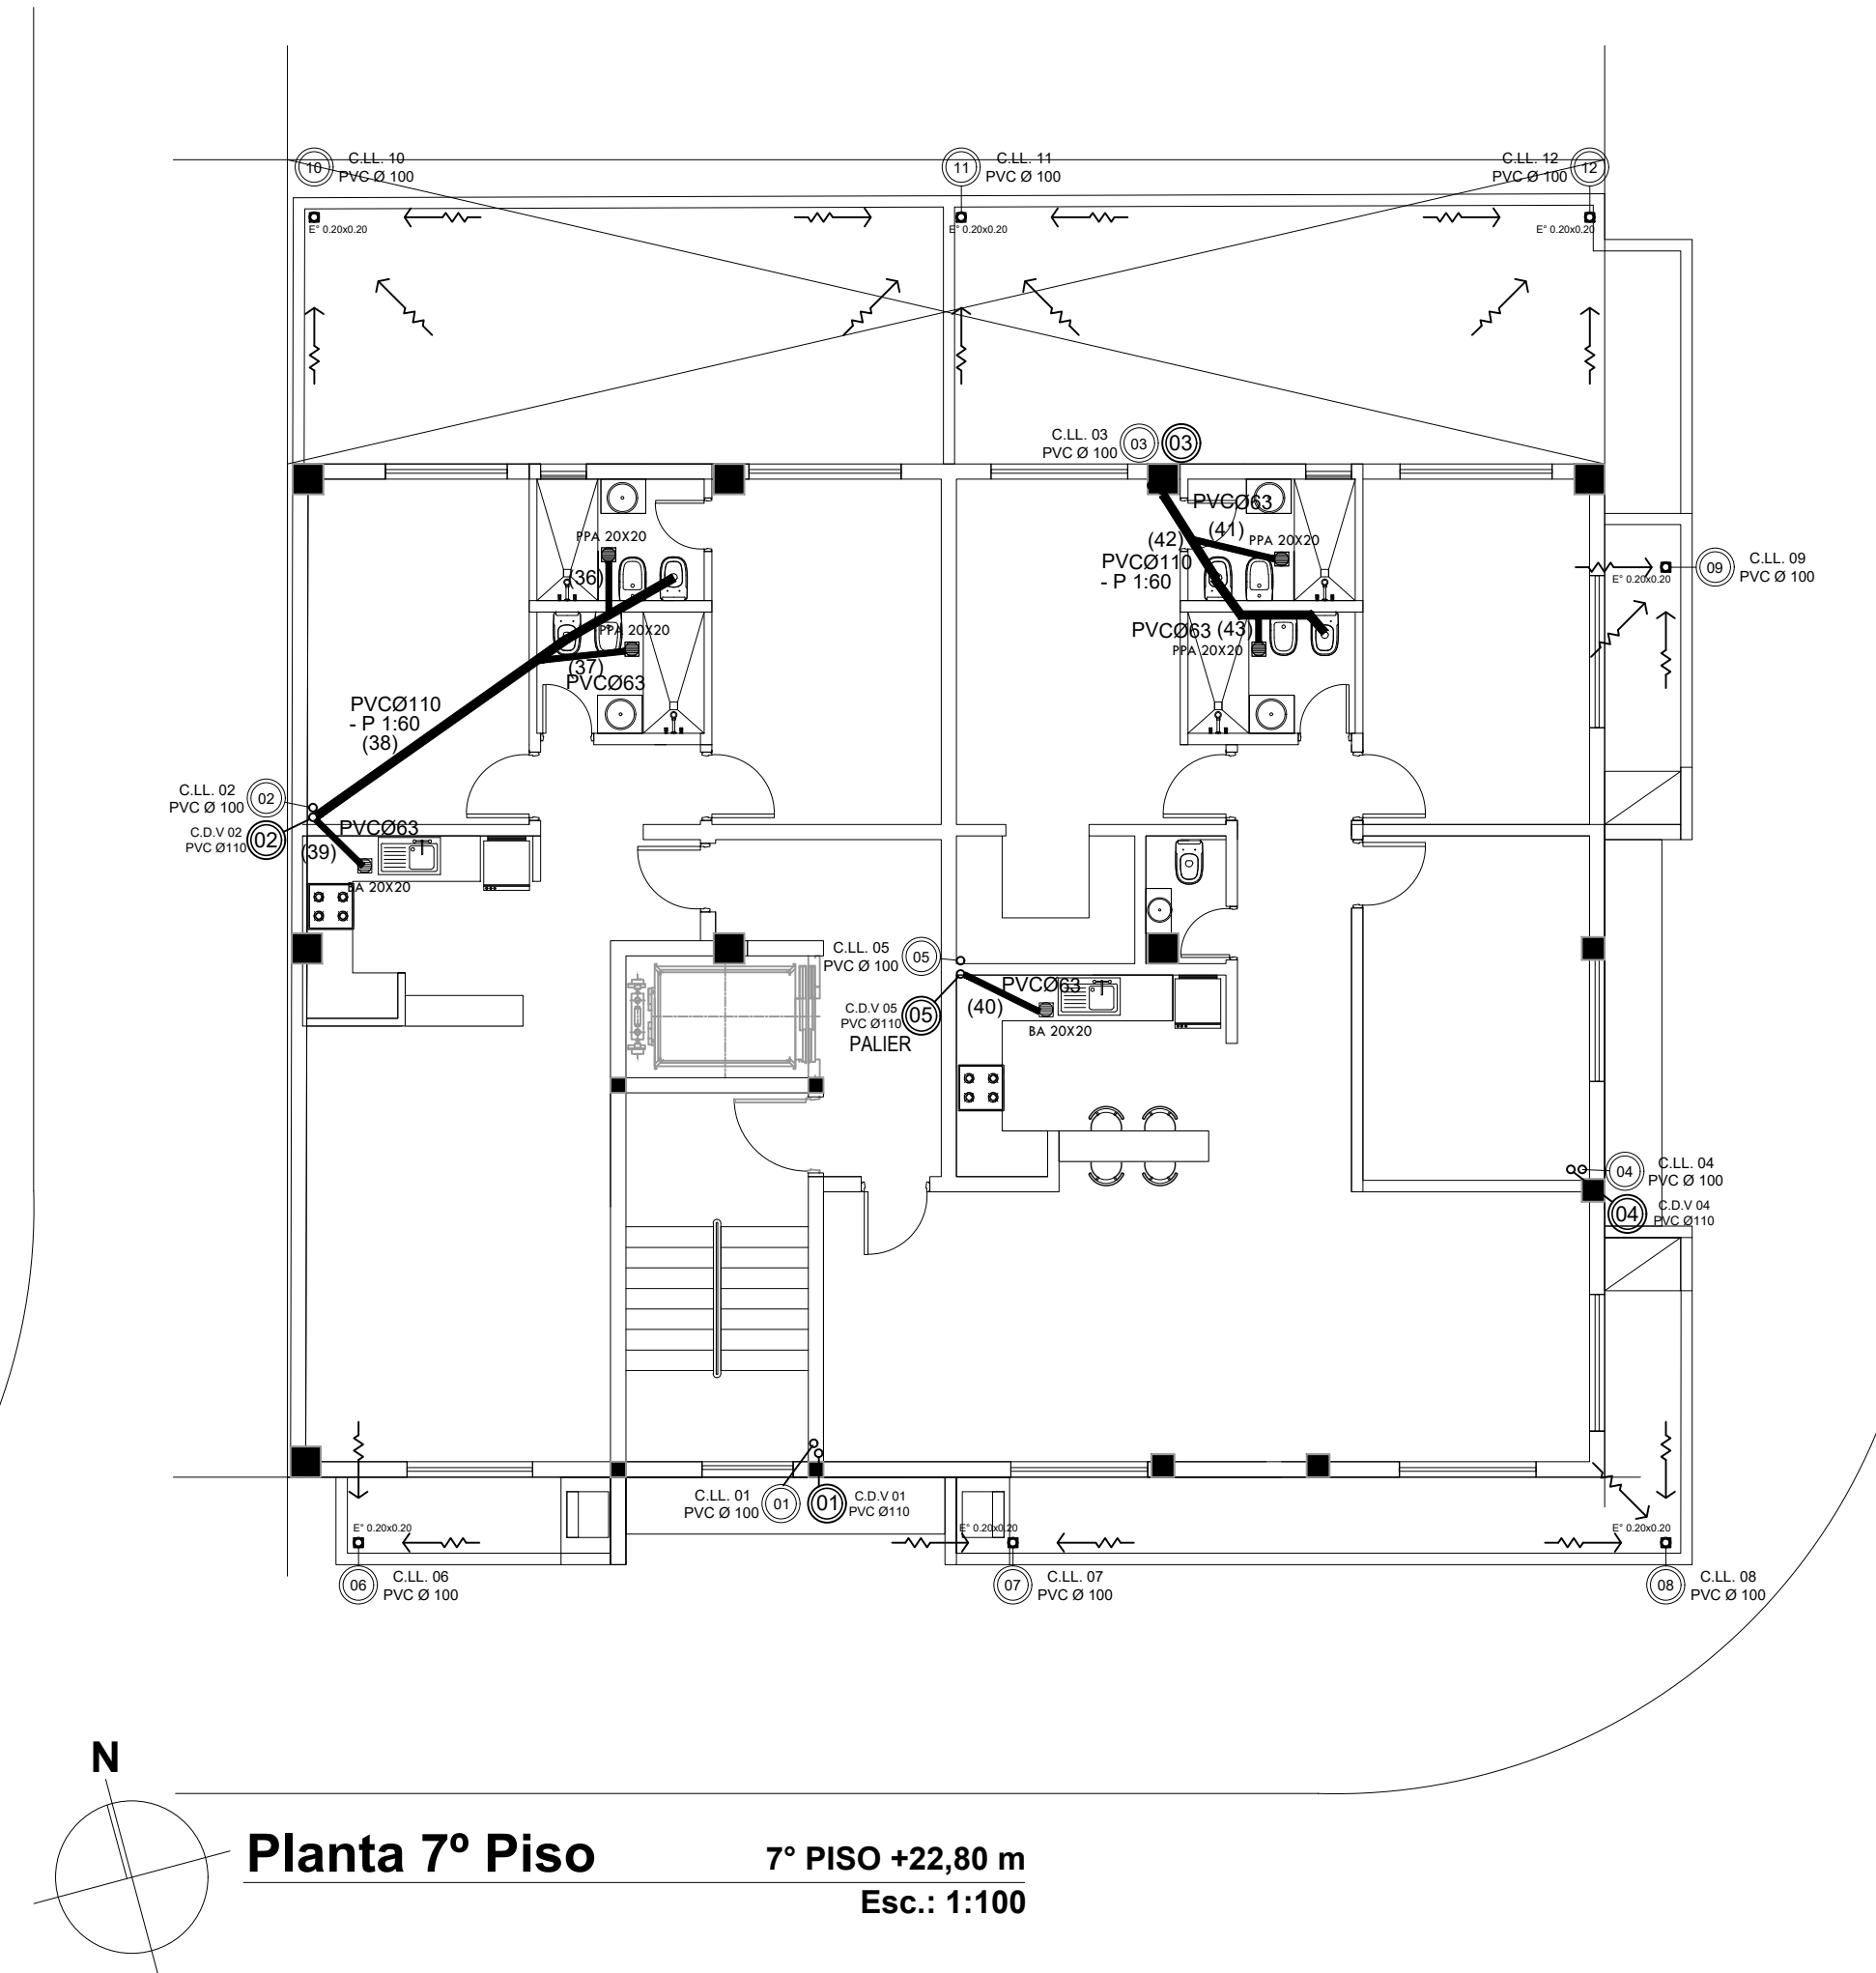 10
C.LL. 10
PVC Ø 100
11
C.LL. 11
PVC Ø 100
C.LL. 12
PVC Ø 100
12
E° 0.20x0.20
E° 0.20x0.20
E° 0.20x0.20
C.LL. 03
PVC Ø 100
03
03
PPA 20X20
(36)
PPA 20X20
(37)
PVCØ63
PVCØ110
- P 1:60
(38)
PVCØ63
(41)
(42)
PPA 20X20
PVCØ110
- P 1:60
PVCØ63
(43)
PPA 20X20
E° 0.20x0.20
09
C.LL. 09
PVC Ø 100
C.LL. 02
PVC Ø 100
02
C.D.V 02
PVC Ø110
02
PVCØ63
(39)
BA 20X20
C.LL. 05
PVC Ø 100
05
C.D.V 05
PVC Ø110
05
PALIER
PVCØ63
(40)
BA 20X20
04
C.LL. 04
PVC Ø 100
04
C.D.V 04
PVC Ø110
C.LL. 01
PVC Ø 100
01
01
C.D.V 01
PVC Ø110
E° 0.20x0.20
E° 0.20x0.20
E° 0.20x0.20
06
C.LL. 06
PVC Ø 100
07
C.LL. 07
PVC Ø 100
08
C.LL. 08
PVC Ø 100
N
Planta 7º Piso
7° PISO +22,80 m
Esc.: 1:100